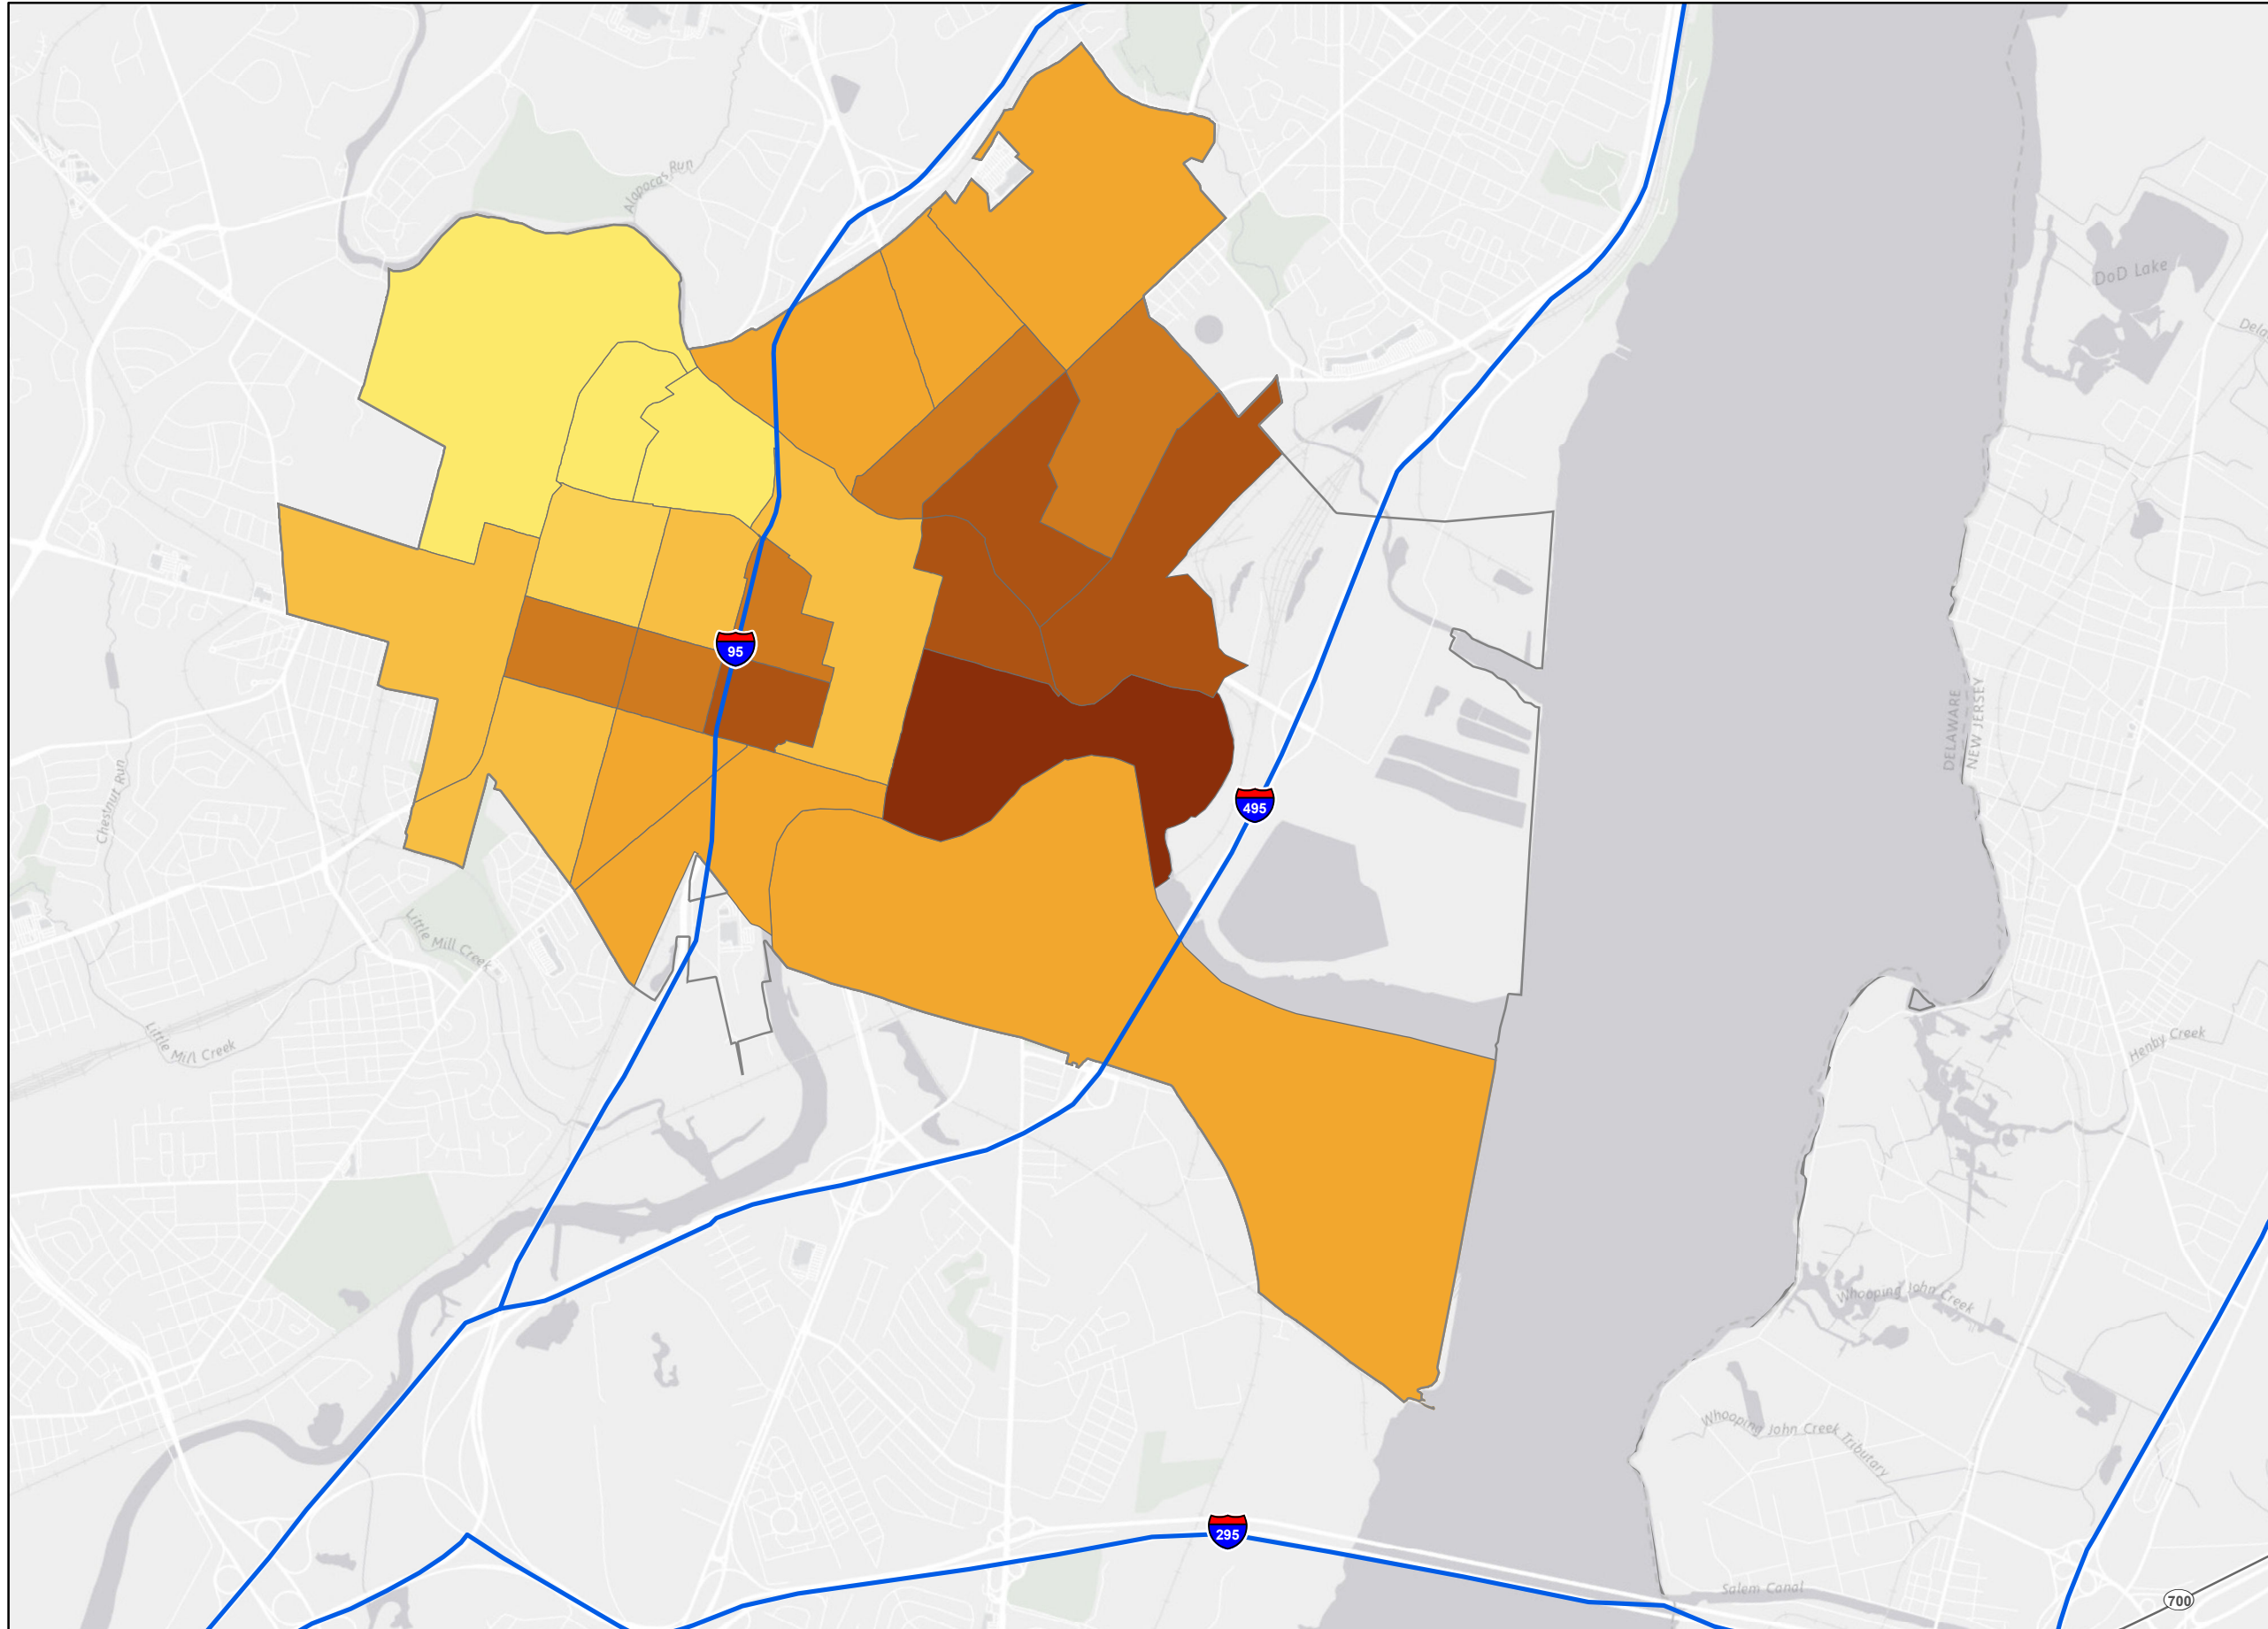 Alapocas Run
DoD Lake
Dela
95
DELAWARE
NEW JERSEY
Chestnut Run
495
Little Mill Creek
Little Mill Creek
Henby Creek
Whooping John Creek
Whooping John Creek Tributary
295
Salem Canal
700